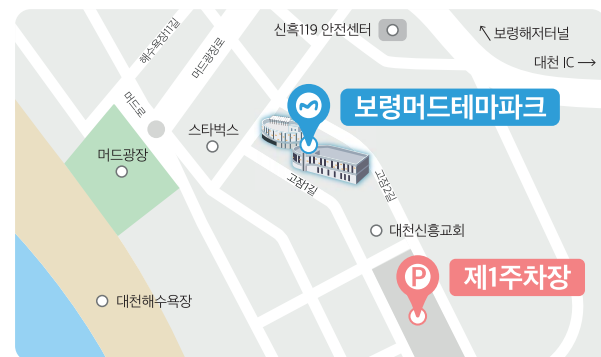 신흑119 안전센터
보령해저터널
대천 IC
해수욕장11길
머드광장로
머드로
보령머드테마파크
스타벅스
머드광장
고잠1길
고잠2길
대천신흥교회
P
제1주차장
대천해수욕장